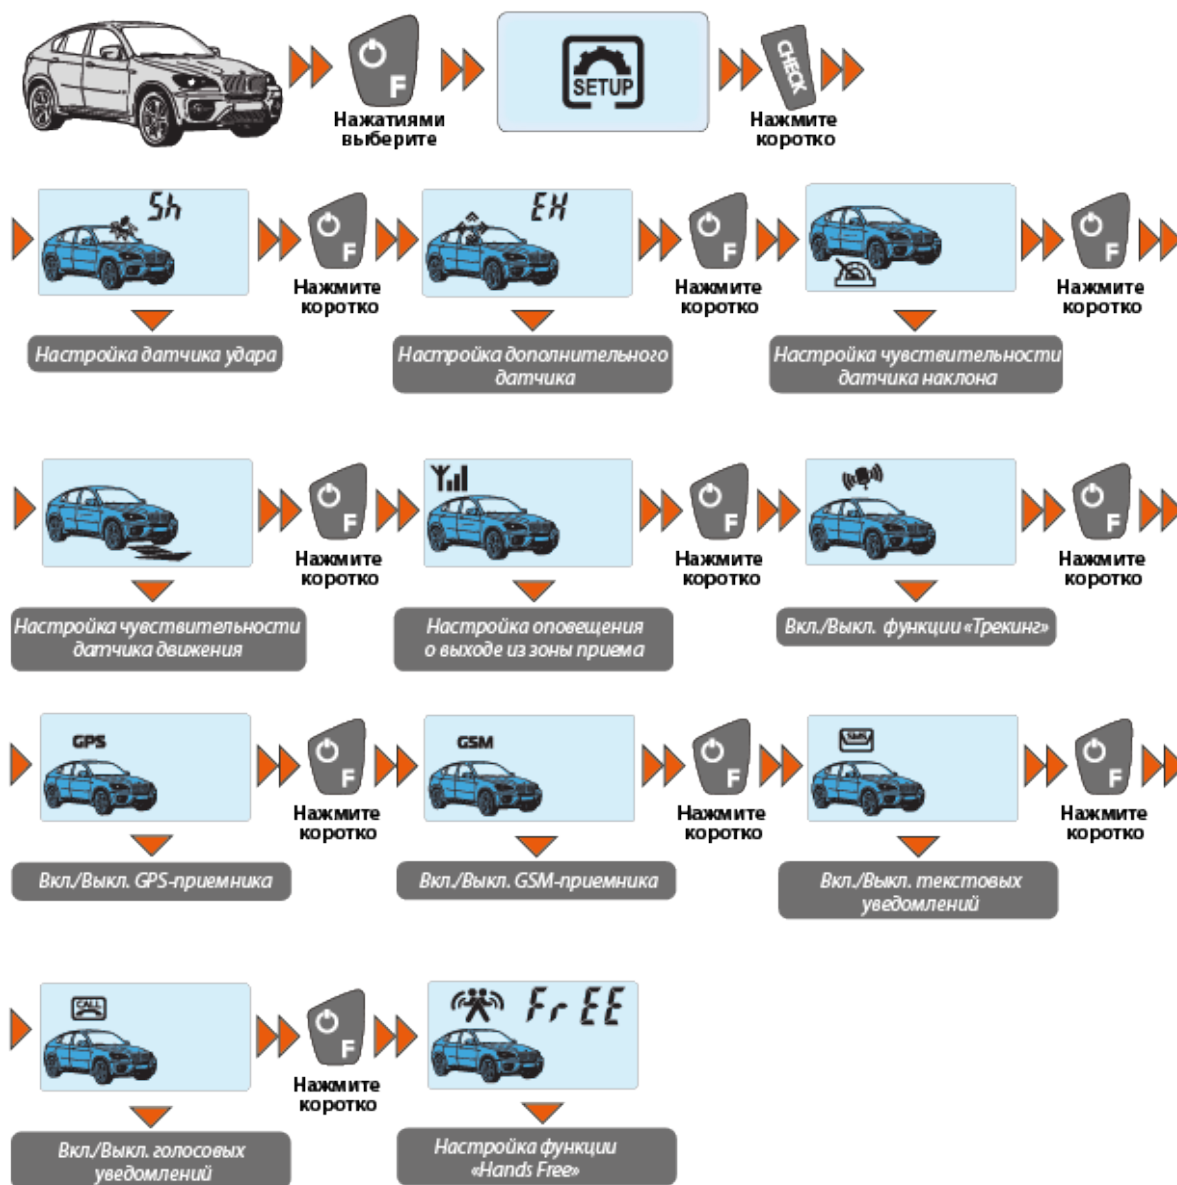 F
SETUP
CHECK
Нажатиями
выберите
Нажмите
коротко
Sh
F
EH
F
F
Нажмите
коротко
Нажмите
коротко
Нажмите
коротко
Настройка датчика удара
Настройка дополнительного
датчика
Настройка чувствительности
датчика наклона
F
F
F
Нажмите
коротко
Нажмите
коротко
Нажмите
коротко
Настройка чувствительности
датчика движения
Настройка оповещения
о выходе из зоны приема
Вкл./Выкл. функции «Трекинг»
GPS
F
GSM
F
SMS
F
Нажмите
коротко
Нажмите
коротко
Нажмите
коротко
Вкл./Выкл. GPS-приемника
Вкл./Выкл. GSM-приемника
Вкл./Выкл. текстовых
уведомлений
CALL
F
FrEE
Нажмите
коротко
Вкл./Выкл. голосовых
уведомлений
Настройка функции
«Hands Free»